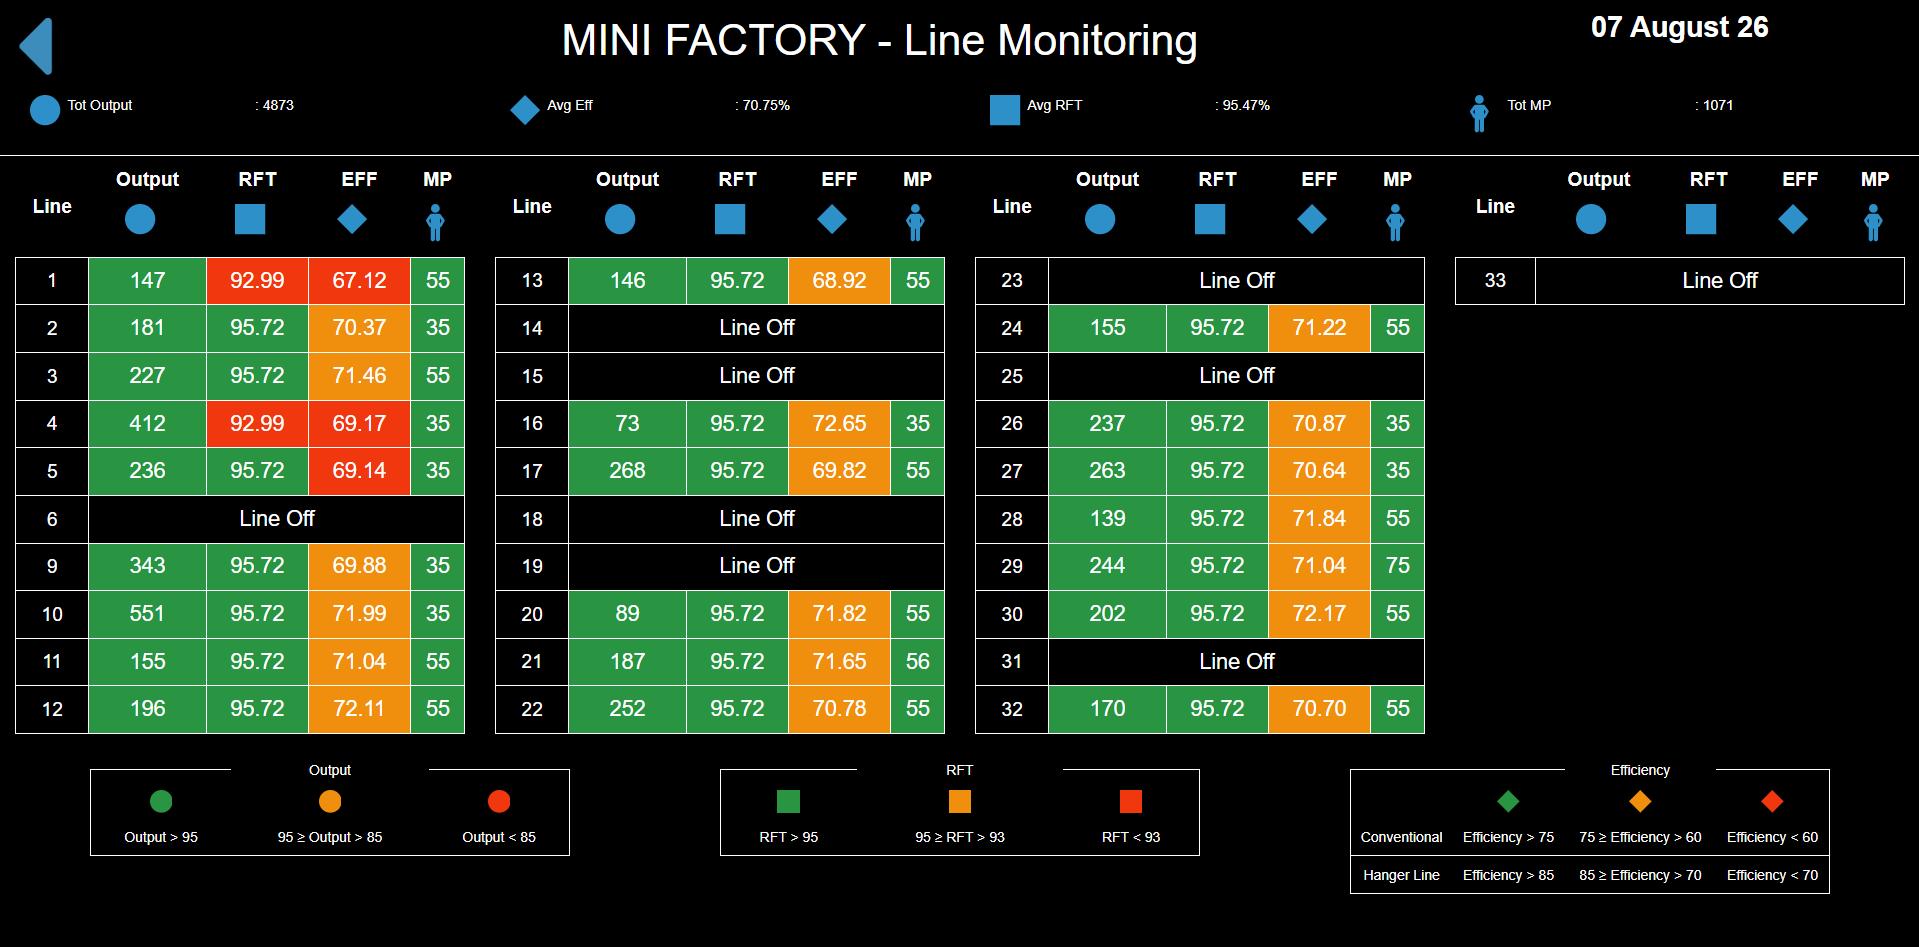 MINI FACTORY - Line Monitoring
07 August 26
Tot Output : 4873
Avg Eff : 70.75%
Avg RFT : 95.47%
Tot MP : 1071
Line Output RFT EFF MP
1 147 92.99 67.12 55
2 181 95.72 70.37 35
3 227 95.72 71.46 55
4 412 92.99 69.17 35
5 236 95.72 69.14 35
6 Line Off
9 343 95.72 69.88 35
10 551 95.72 71.99 35
11 155 95.72 71.04 55
12 196 95.72 72.11 55
Line Output RFT EFF MP
13 146 95.72 68.92 55
14 Line Off
15 Line Off
16 73 95.72 72.65 35
17 268 95.72 69.82 55
18 Line Off
19 Line Off
20 89 95.72 71.82 55
21 187 95.72 71.65 56
22 252 95.72 70.78 55
Line Output RFT EFF MP
23 Line Off
24 155 95.72 71.22 55
25 Line Off
26 237 95.72 70.87 35
27 263 95.72 70.64 35
28 139 95.72 71.84 55
29 244 95.72 71.04 75
30 202 95.72 72.17 55
31 Line Off
32 170 95.72 70.70 55
Line Output RFT EFF MP
33 Line Off
Output
Output > 95 95 ≥ Output > 85 Output < 85
RFT
RFT > 95 95 ≥ RFT > 93 RFT < 93
Efficiency
Conventional Efficiency > 75 75 ≥ Efficiency > 60 Efficiency < 60
Hanger Line Efficiency > 85 85 ≥ Efficiency > 70 Efficiency < 70